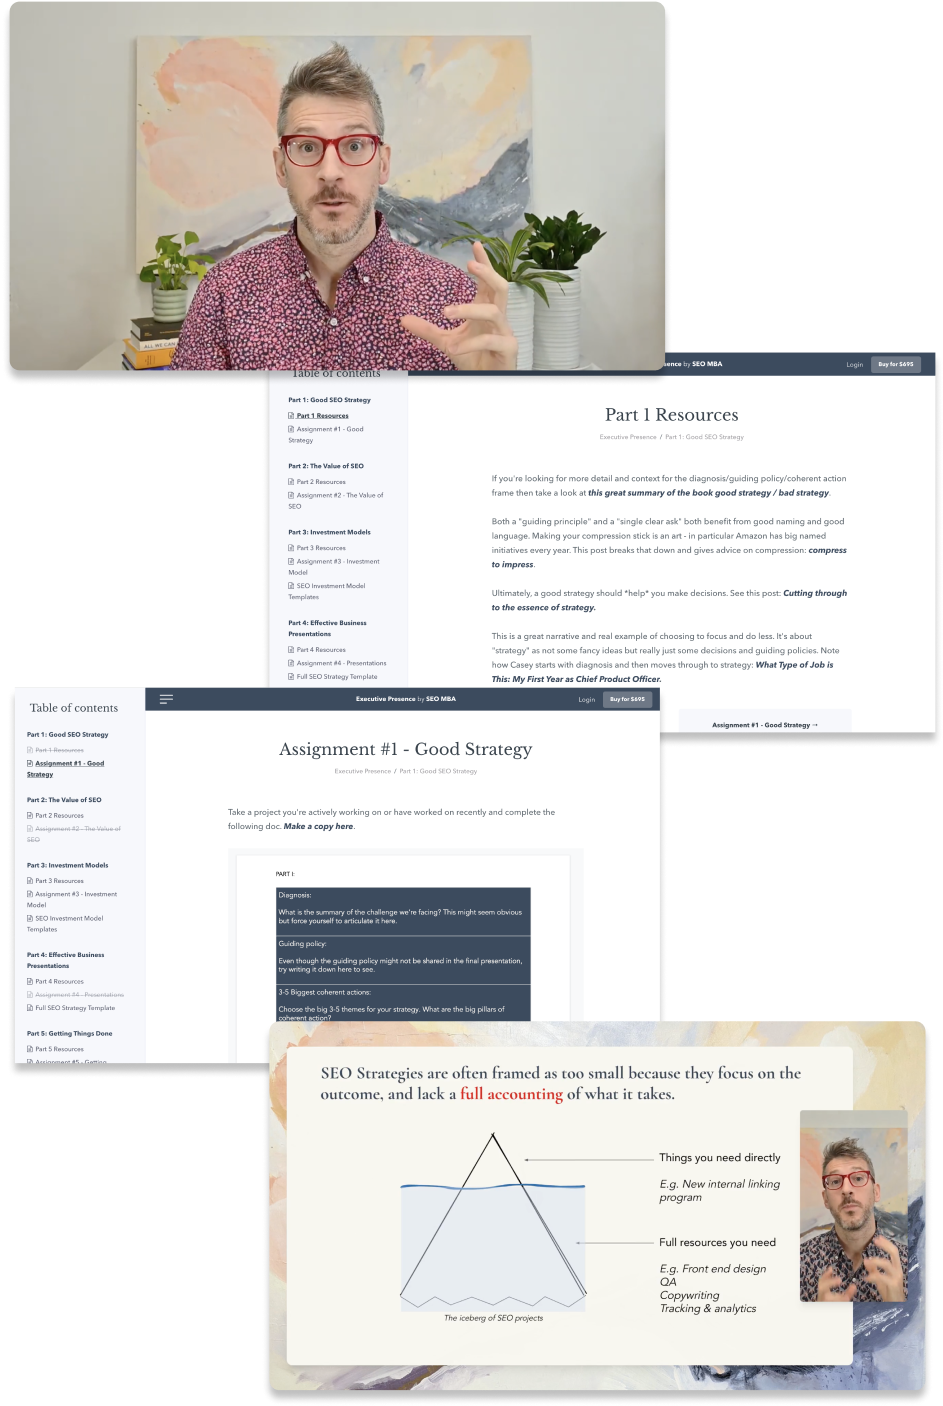 ALL WE CAN
sence by SEO MBA
Login
Buy for $695
Table of contents
Part 1: Good SEO Strategy
Part 1 Resources
Assignment #1 - Good
Strategy
Part 2: The Value of SEO
Part 2 Resources
Assignment #2 - The Value of
SEO
Part 3: Investment Models
Part 3 Resources
Assignment #3 - Investment
Model
SEO Investment Model
Templates
Part 4: Effective Business
Presentations
Part 4 Resources
Assignment #4 - Presentations
Full SEO Strategy Template
Part 1 Resources
Executive Presence / Part 1: Good SEO Strategy
If you're looking for more detail and context for the diagnosis/guiding policy/coherent action
frame then take a look at this great summary of the book good strategy / bad strategy.
Both a "guiding principle" and a "single clear ask" both benefit from good naming and good
language. Making your compression stick is an art - in particular Amazon has big named
initiatives every year. This post breaks that down and gives advice on compression: compress
to impress.
Ultimately, a good strategy should *help* you make decisions. See this post: Cutting through
to the essence of strategy.
This is a great narrative and real example of choosing to focus and do less. It's about
"strategy" as not some fancy ideas but really just some decisions and guiding policies. Note
how Casey starts with diagnosis and then moves through to strategy: What Type of Job is
This: My First Year as Chief Product Officer.
Assignment #1 - Good Strategy →
Table of contents
Part 1: Good SEO Strategy
Part 1 Resources
Assignment #1 - Good
Strategy
Part 2: The Value of SEO
Part 2 Resources
Assignment #2 - The Value of
SEO
Part 3: Investment Models
Part 3 Resources
Assignment #3 - Investment
Model
SEO Investment Model
Templates
Part 4: Effective Business
Presentations
Part 4 Resources
Assignment #4 - Presentations
Full SEO Strategy Template
Part 5: Getting Things Done
Part 5 Resources
Assignment #5 - Getting
Executive Presence by SEO MBA
Login
Buy for $695
Assignment #1 - Good Strategy
Executive Presence / Part 1: Good SEO Strategy
Take a project you're actively working on or have worked on recently and complete the
following doc. Make a copy here.
PART I:
Diagnosis:
What is the summary of the challenge we're facing? This might seem obvious
but force yourself to articulate it here.
Guiding policy:
Even though the guiding policy might not be shared in the final presentation,
try writing it down here to see.
3-5 Biggest coherent actions:
Choose the big 3-5 themes for your strategy. What are the big pillars of
coherent action?
SEO Strategies are often framed as too small because they focus on the
outcome, and lack a full accounting of what it takes.
Things you need directly
E.g. New internal linking
program
Full resources you need
E.g. Front end design
QA
Copywriting
Tracking & analytics
The iceberg of SEO projects